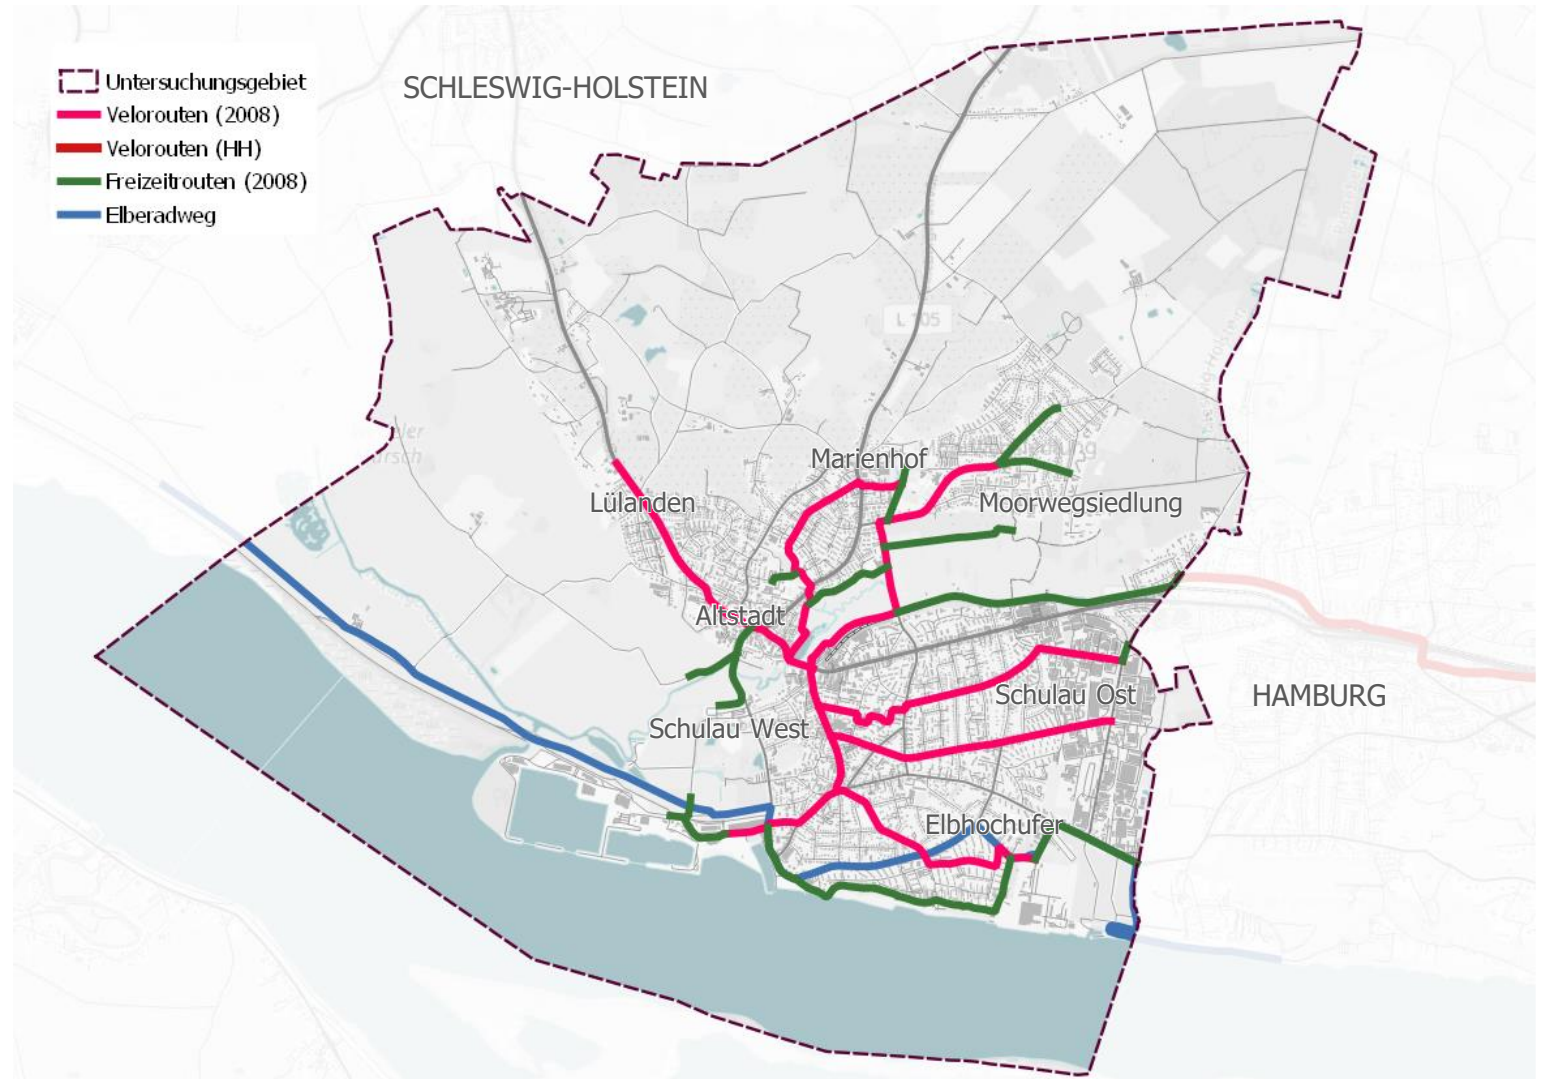 SCHLESWIG-HOLSTEIN
Untersuchungsgebiet
Velorouten (2008)
Velorouten (HH)
Freizeitrouten (2008)
Elberadweg
L 105
Marienhof
Lülanden
Moorwegsiedlung
Altstadt
Schulau Ost
HAMBURG
Schulau West
Elbhochufer